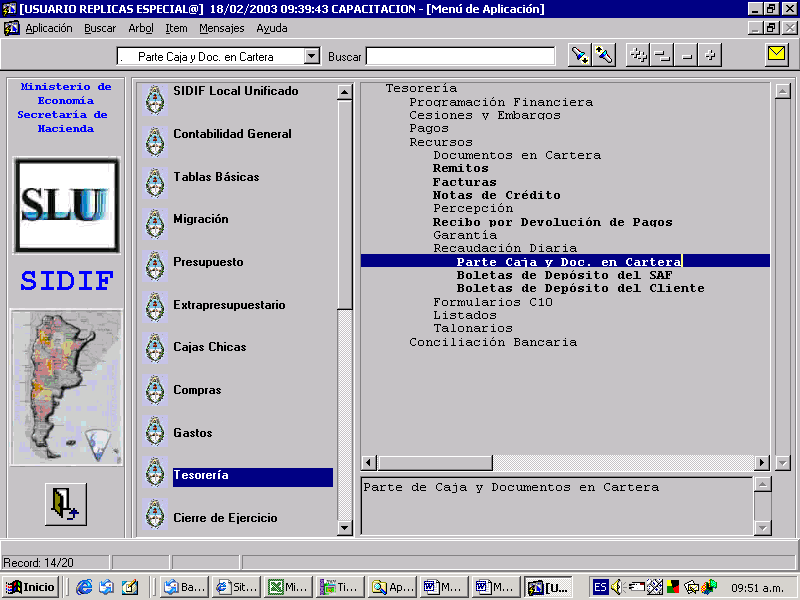 [USUARIO REPLICAS ESPECIAL@] 18/02/2003 09:39:43 CAPACITACION - [Menú de Aplicación]
Aplicación Buscar Arbol Item Mensajes Ayuda
. Parte Caja y Doc. en Cartera Buscar
Ministerio de
Economía
Secretaría de
Hacienda
SLU
SIDIF
SIDIF Local Unificado
Contabilidad General
Tablas Básicas
Migración
Presupuesto
Extrapresupuestario
Cajas Chicas
Compras
Gastos
Tesorería
Cierre de Ejercicio
Tesorería
Programación Financiera
Cesiones y Embargos
Pagos
Recursos
Documentos en Cartera
Remitos
Facturas
Notas de Crédito
Percepción
Recibo por Devolución de Pagos
Garantía
Recaudación Diaria
Parte Caja y Doc. en Cartera
Boletas de Depósito del SAF
Boletas de Depósito del Cliente
Formularios C10
Listados
Talonarios
Conciliación Bancaria
Parte de Caja y Documentos en Cartera
Record: 14/20
Inicio Ba... Sit... Mi... Ti... Ap... M... M... [U... ES 09:51 a.m.